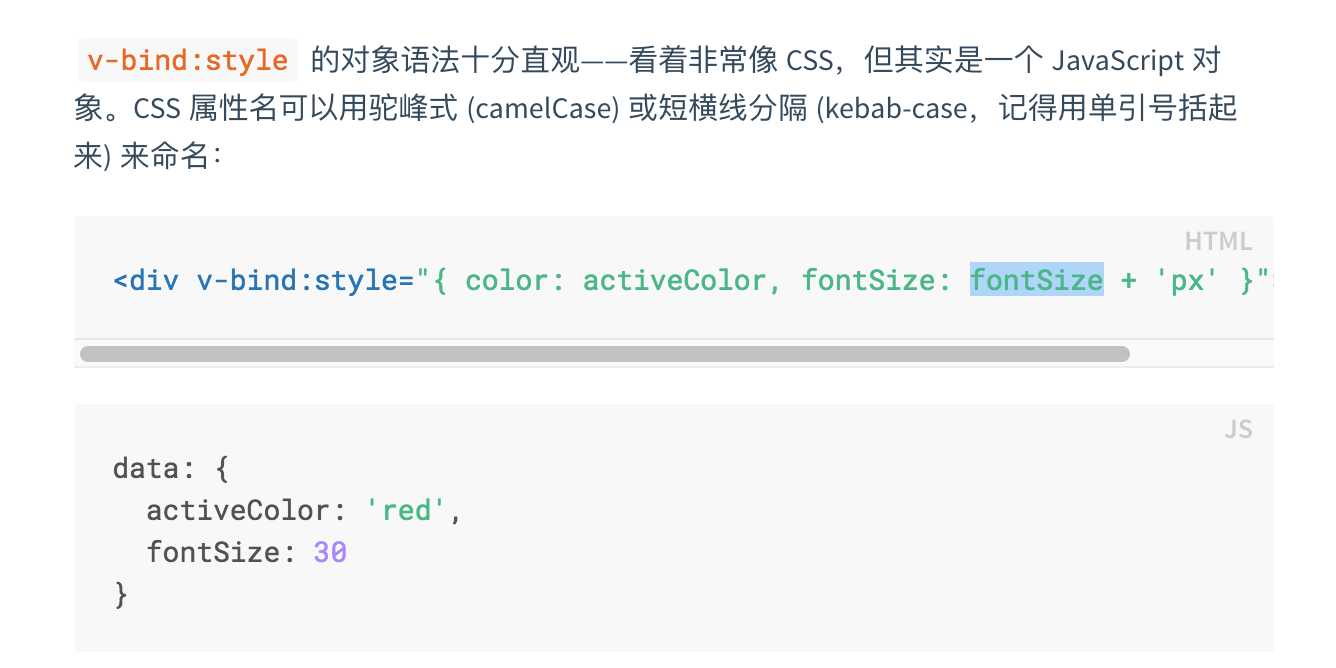 v-bind:style 的对象语法十分直观——看着非常像 CSS，但其实是一个 JavaScript 对
象。CSS 属性名可以用驼峰式 (camelCase) 或短横线分隔 (kebab-case，记得用单引号括起
来) 来命名：
HTML
<div v-bind:style="{ color: activeColor, fontSize: fontSize + 'px' }"
JS
data: {
  activeColor: 'red',
  fontSize: 30
}